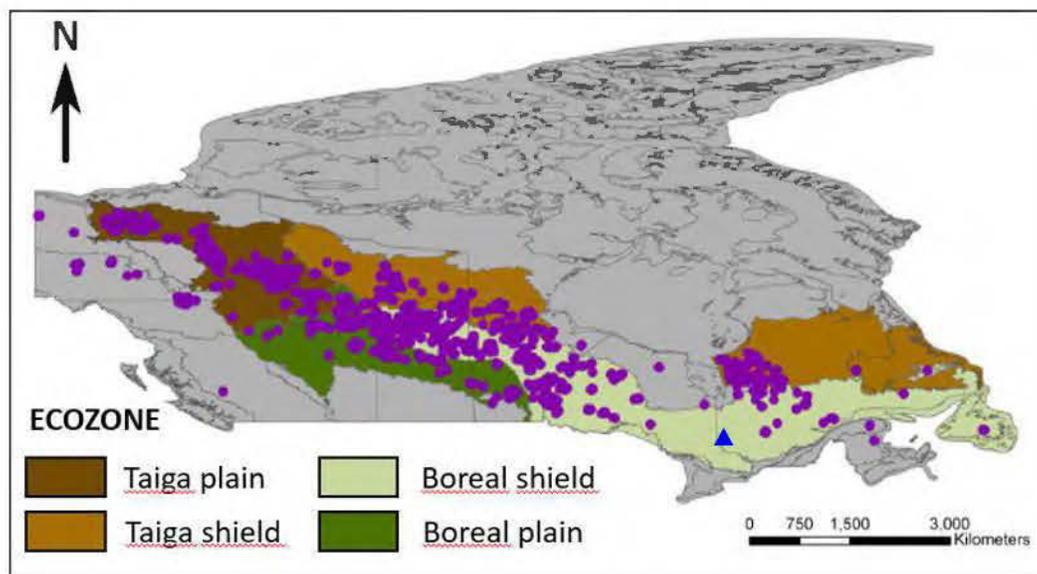 N
ECOZONE
Taiga plain
Boreal shield
Taiga shield
Boreal plain
0 750 1,500 3,000
Kilometers